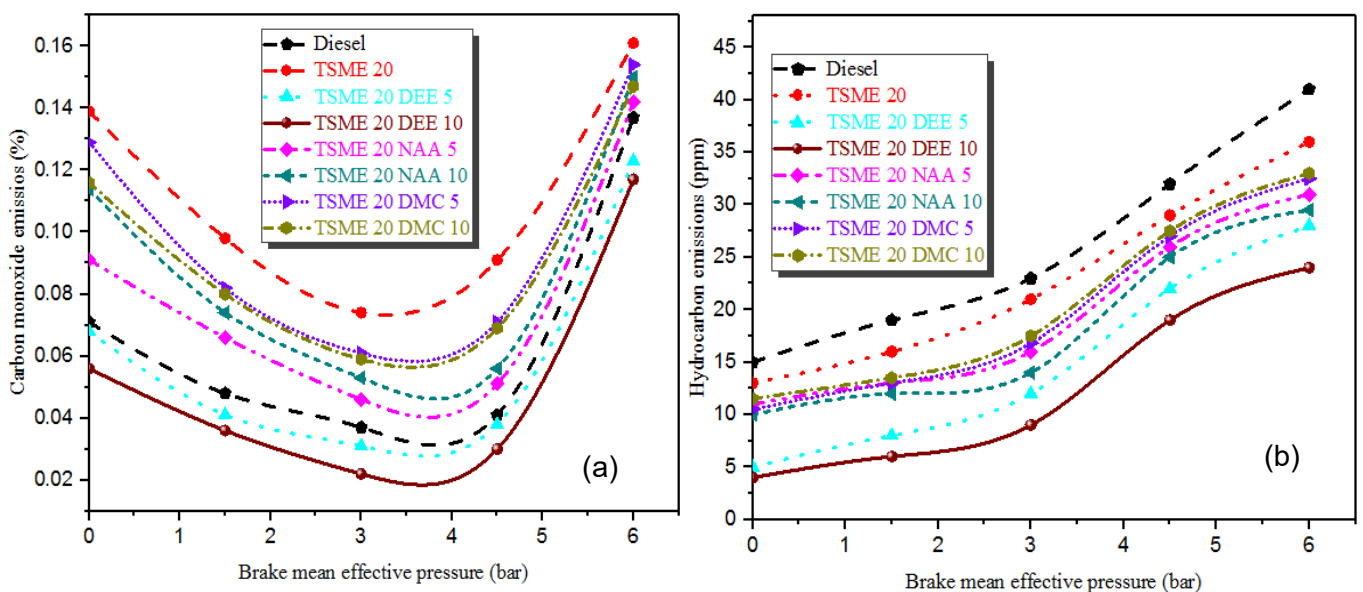 Carbon monoxide emissios (%)
0.16
0.14
0.12
0.10
0.08
0.06
0.04
0.02
Diesel
TSME 20
TSME 20 DEE 5
TSME 20 DEE 10
TSME 20 NAA 5
TSME 20 NAA 10
TSME 20 DMC 5
TSME 20 DMC 10
(a)
0 1 2 3 4 5 6
Brake mean effective pressure (bar)
Hydrocarbon emissions (ppm)
45
40
35
30
25
20
15
10
5
0
Diesel
TSME 20
TSME 20 DEE 5
TSME 20 DEE 10
TSME 20 NAA 5
TSME 20 NAA 10
TSME 20 DMC 5
TSME 20 DMC 10
(b)
0 1 2 3 4 5 6
Brake mean effective pressure (bar)